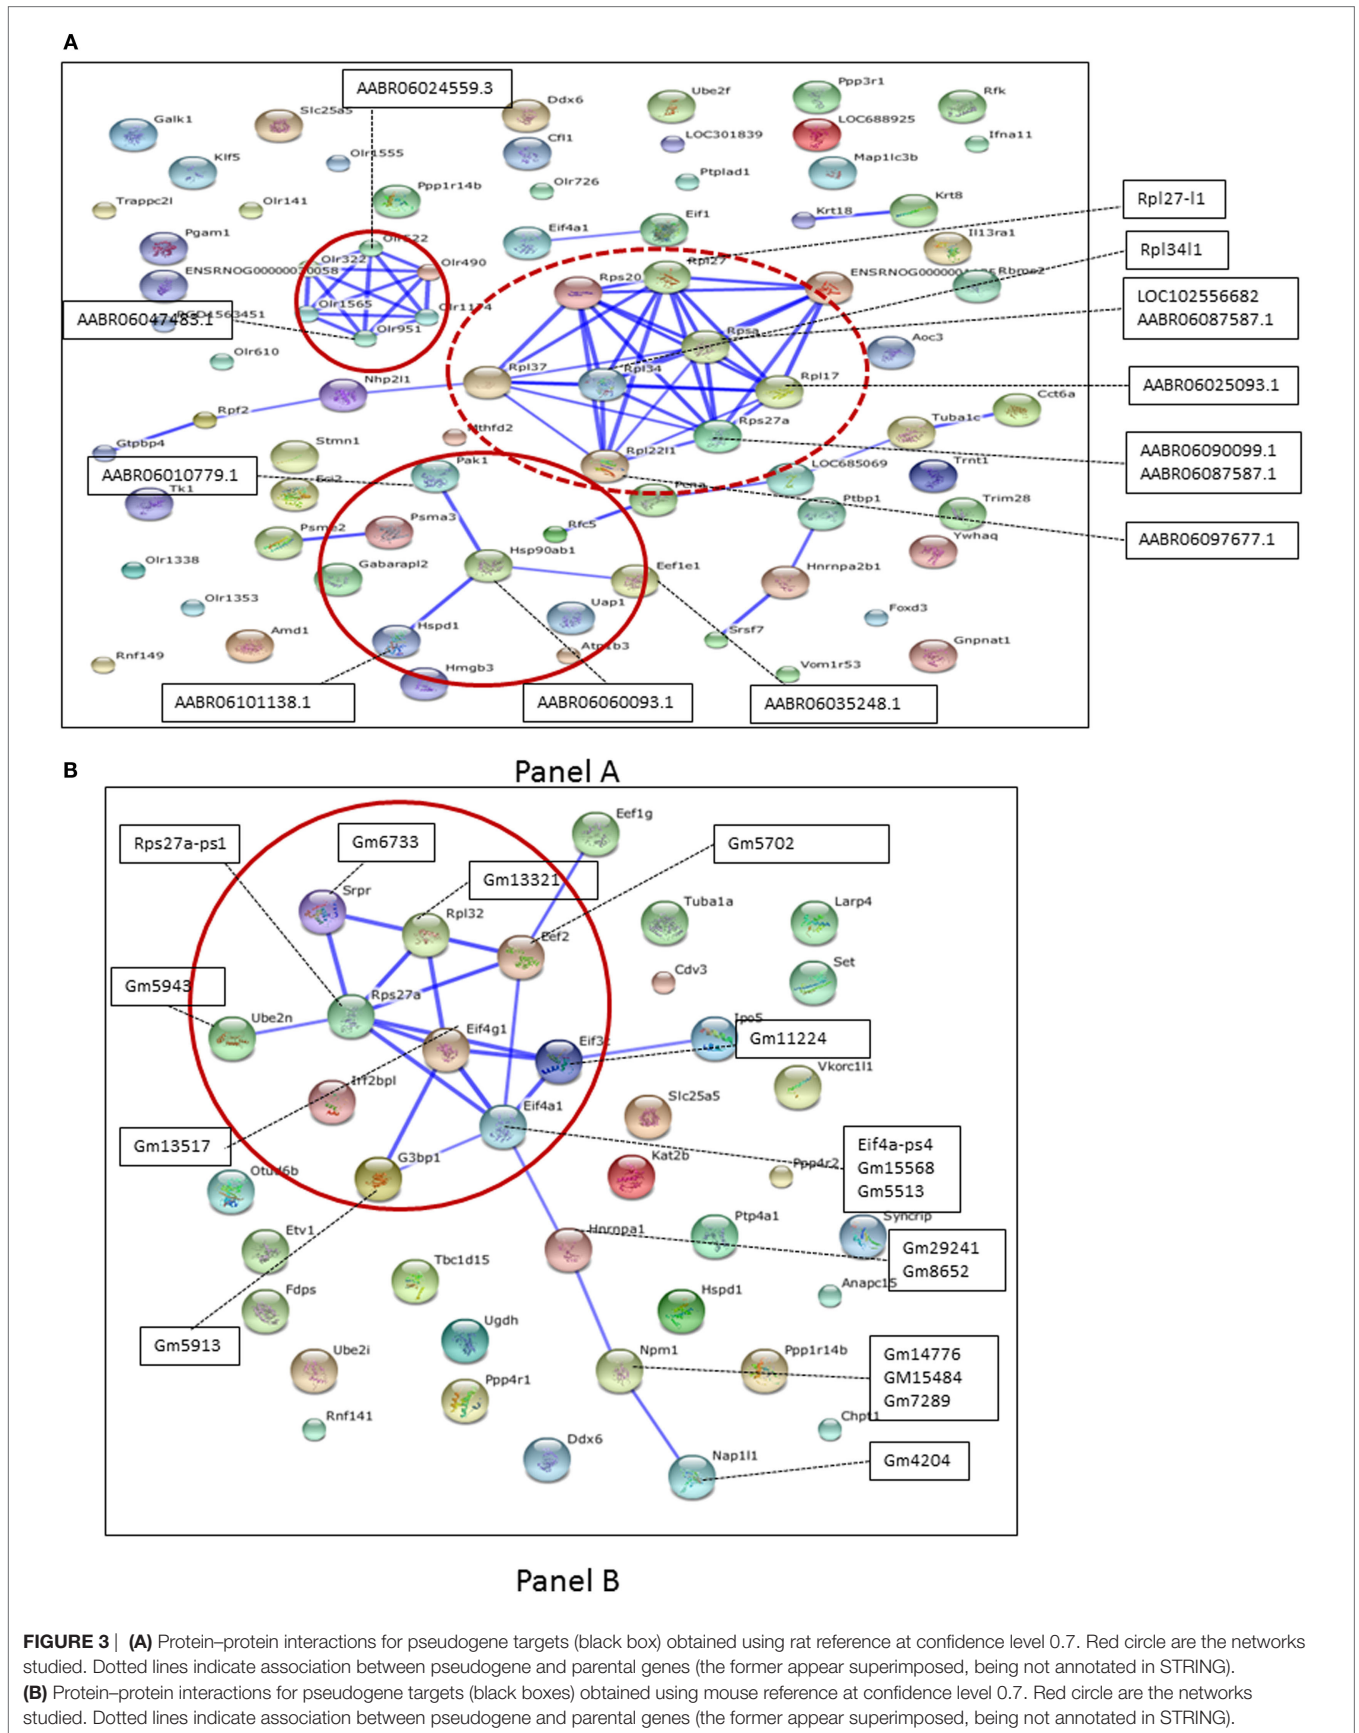 A
AABR06024559.3
Galk1
Slc25a5
Ddx6
Ube2f
Ppp3r1
Rfk
Cfl1
LOC301839
LOC688925
Ifna11
Klf5
Olr1555
Ptplad1
Map1lc3b
Trappc2l
Olr141
Ppp1r14b
Olr726
Krt18
Krt8
Rpl27-l1
Pgam1
Eif4a1
Eif1
Il13ra1
Olr322
Olr490
Rpl34l1
Rps20
Rpl27
Rbms2
LOC102556682
AABR06087587.1
AABR06047483.1
Olr1565
Olr1174
Olr951
Rpsa
Aoc3
Olr610
Nhp2l1
Rpl37
Rpl34
Rpl17
AABR06025093.1
Cct6a
Rpf2
Rps27a
Tuba1c
Gtpbp4
Stmn1
Mthfd2
Rpl22l1
AABR06090099.1
AABR06087587.1
AABR06010779.1
Pak1
LOC685069
Trnt1
Tk1
Psma3
Ptbp1
Trim28
Psme2
Rfc5
Ywhaq
AABR06097677.1
Hsp90ab1
Olr1338
Gabarapl2
Eef1e1
Hnrnpa2b1
Olr1353
Uap1
Foxd3
Amd1
Hspd1
Srsf7
Gnpnat1
Rnf149
Hmgb3
Vom1r53
AABR06101138.1
AABR06060093.1
AABR06035248.1
B
Panel A
Eef1g
Rps27a-ps1
Gm6733
Gm5702
Gm13321
Srpr
Rpl32
Tuba1a
Larp4
Eef2
Cdv3
Set
Gm5943
Rps27a
Ube2n
Eif4g1
Ipo5
Gm11224
Irf2bpl
Vkorc1l1
Slc25a5
Eif4a1
Gm13517
G3bp1
Kat2b
Ppp4r2
Eif4a-ps4
Gm15568
Gm5513
Otud6b
Etv1
Hnrnpa1
Ptp4a1
Syncrip
Gm29241
Gm8652
Tbc1d15
Anapc15
Fdps
Hspd1
Ugdh
Gm5913
Ube2i
Npm1
Ppp1r14b
Gm14776
GM15484
Gm7289
Ppp4r1
Rnf141
Chpt1
Ddx6
Nap1l1
Gm4204
Panel B
FIGURE 3 | (A) Protein–protein interactions for pseudogene targets (black box) obtained using rat reference at confidence level 0.7. Red circle are the networks
studied. Dotted lines indicate association between pseudogene and parental genes (the former appear superimposed, being not annotated in STRING).
(B) Protein–protein interactions for pseudogene targets (black boxes) obtained using mouse reference at confidence level 0.7. Red circle are the networks
studied. Dotted lines indicate association between pseudogene and parental genes (the former appear superimposed, being not annotated in STRING).